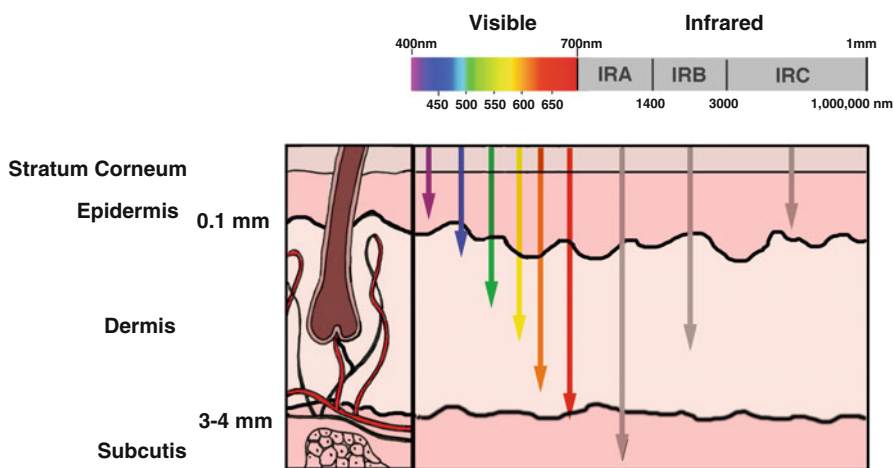 Visible Infrared
400nm 700nm 1mm
IRA IRB IRC
450 500 550 600 650 1400 3000 1,000,000 nm
Stratum Corneum
Epidermis
0.1 mm
Dermis
3-4 mm
Subcutis